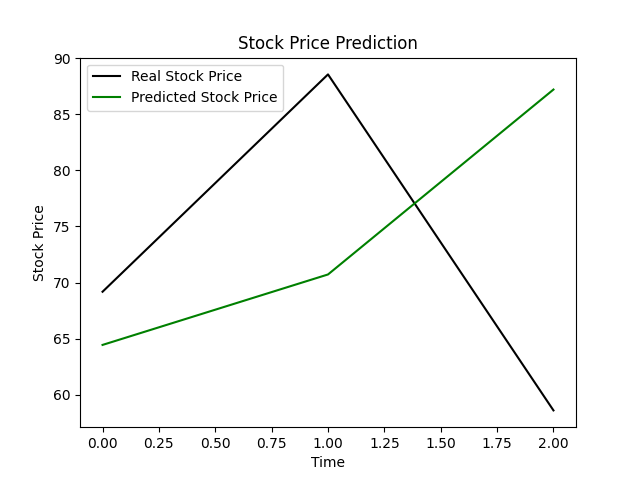 Stock Price Prediction
Real Stock Price
Predicted Stock Price
Stock Price
90
85
80
75
70
65
60
0.00 0.25 0.50 0.75 1.00 1.25 1.50 1.75 2.00
Time